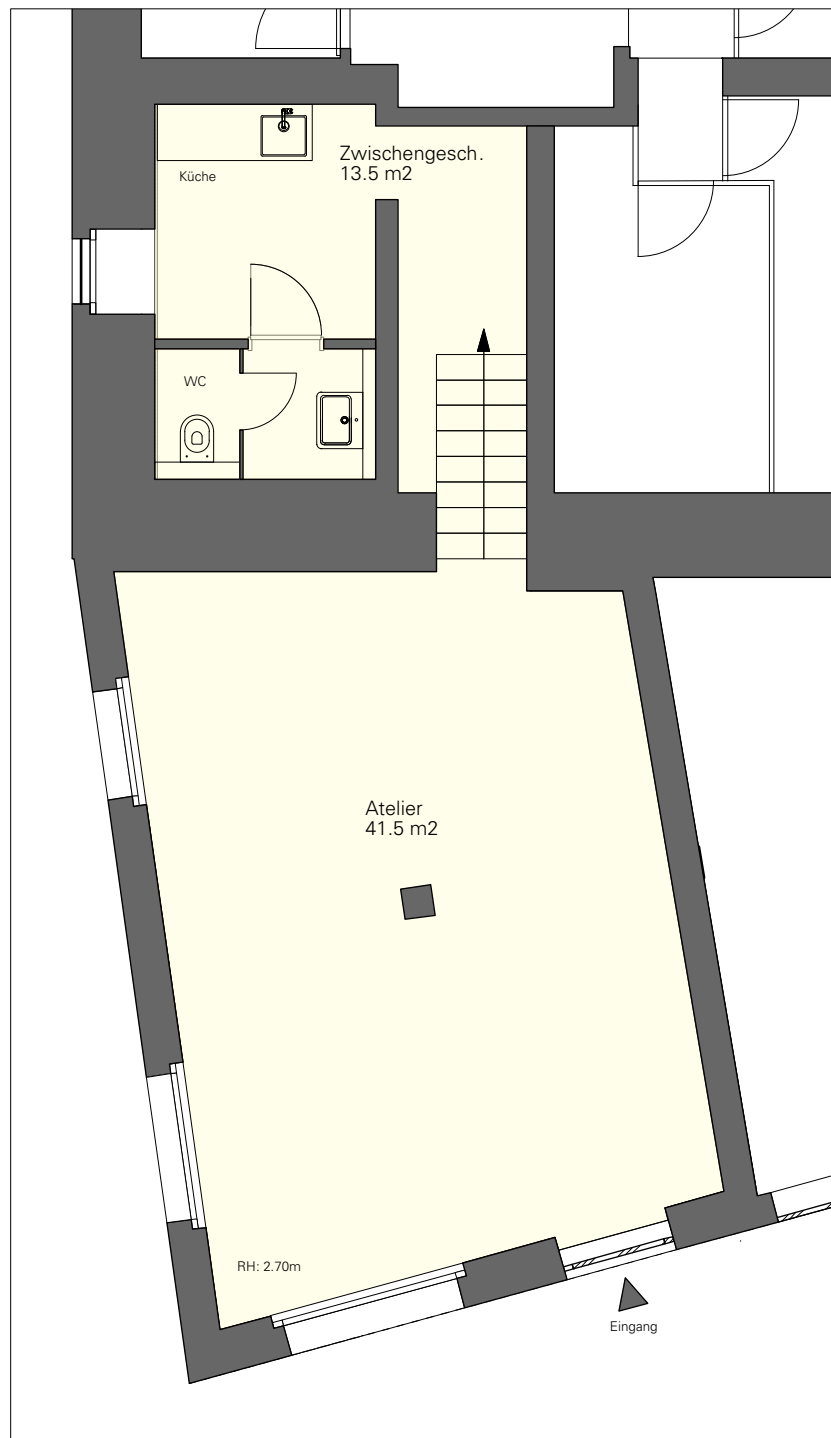 Zwischengesch.
13.5 m2
Küche
WC
Atelier
41.5 m2
RH: 2.70m
Eingang